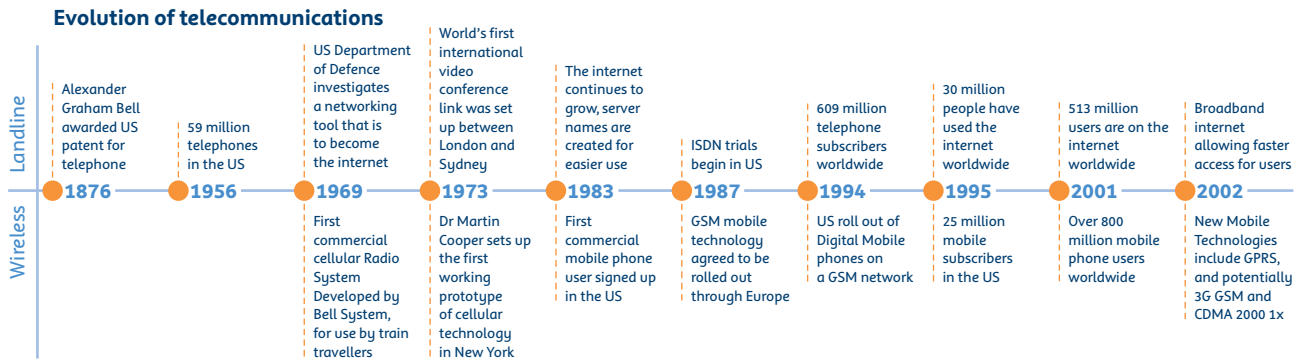 Evolution of telecommunications
Landline
Alexander
Graham Bell
awarded US
patent for
telephone
59 million
telephones
in the US
US Department
of Defence
investigates
a networking
tool that is
to become
the internet
World's first
international
video
conference
link was set
up between
London and
Sydney
The internet
continues to
grow, server
names are
created for
easier use
ISDN trials
begin in US
609 million
telephone
subscribers
worldwide
30 million
people have
used the
internet
worldwide
513 million
users are on the
internet
worldwide
Broadband
internet
allowing faster
access for users
1876
1956
1969
1973
1983
1987
1994
1995
2001
2002
Wireless
First
commercial
cellular Radio
System
Developed by
Bell System,
for use by train
travellers
Dr Martin
Cooper sets up
the first
working
prototype
of cellular
technology
in New York
First
commercial
mobile phone
user signed up
in the US
GSM mobile
technology
agreed to be
rolled out
through Europe
US roll out of
Digital Mobile
phones on
a GSM network
25 million
mobile
subscribers
in the US
Over 800
million mobile
phone users
worldwide
New Mobile
Technologies
include GPRS,
and potentially
3G GSM and
CDMA 2000 1x